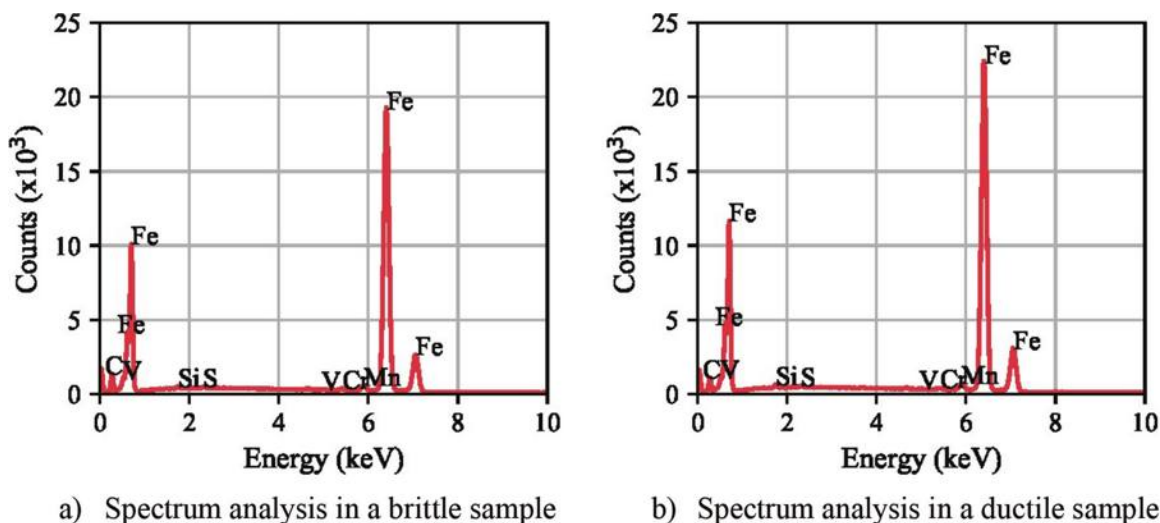 25
20
15
10
5
0
Counts (x10³)
Fe
Fe
Fe
Fe
C V
Si S
V Cr Mn
0 2 4 6 8 10
Energy (keV)
a) Spectrum analysis in a brittle sample
25
20
15
10
5
0
Counts (x10³)
Fe
Fe
Fe
Fe
C V
Si S
V Cr Mn
0 2 4 6 8 10
Energy (keV)
b) Spectrum analysis in a ductile sample